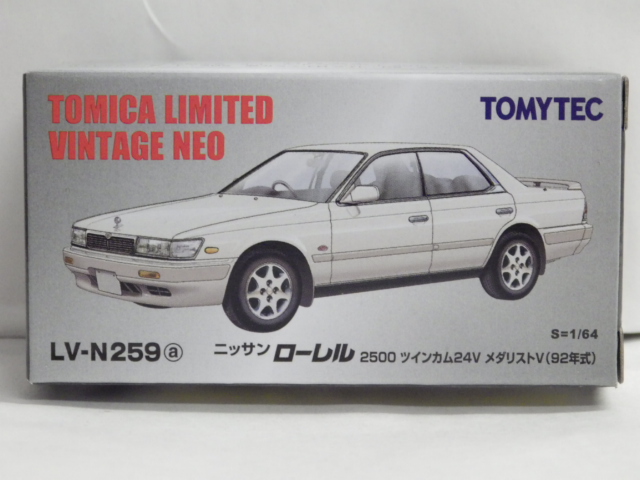 TOMICA LIMITED
VINTAGE NEO
TOMYTEC
S=1/64
LV-N259ⓐ ニッサン ローレル 2500 ツインカム24V メダリストV(92年式)